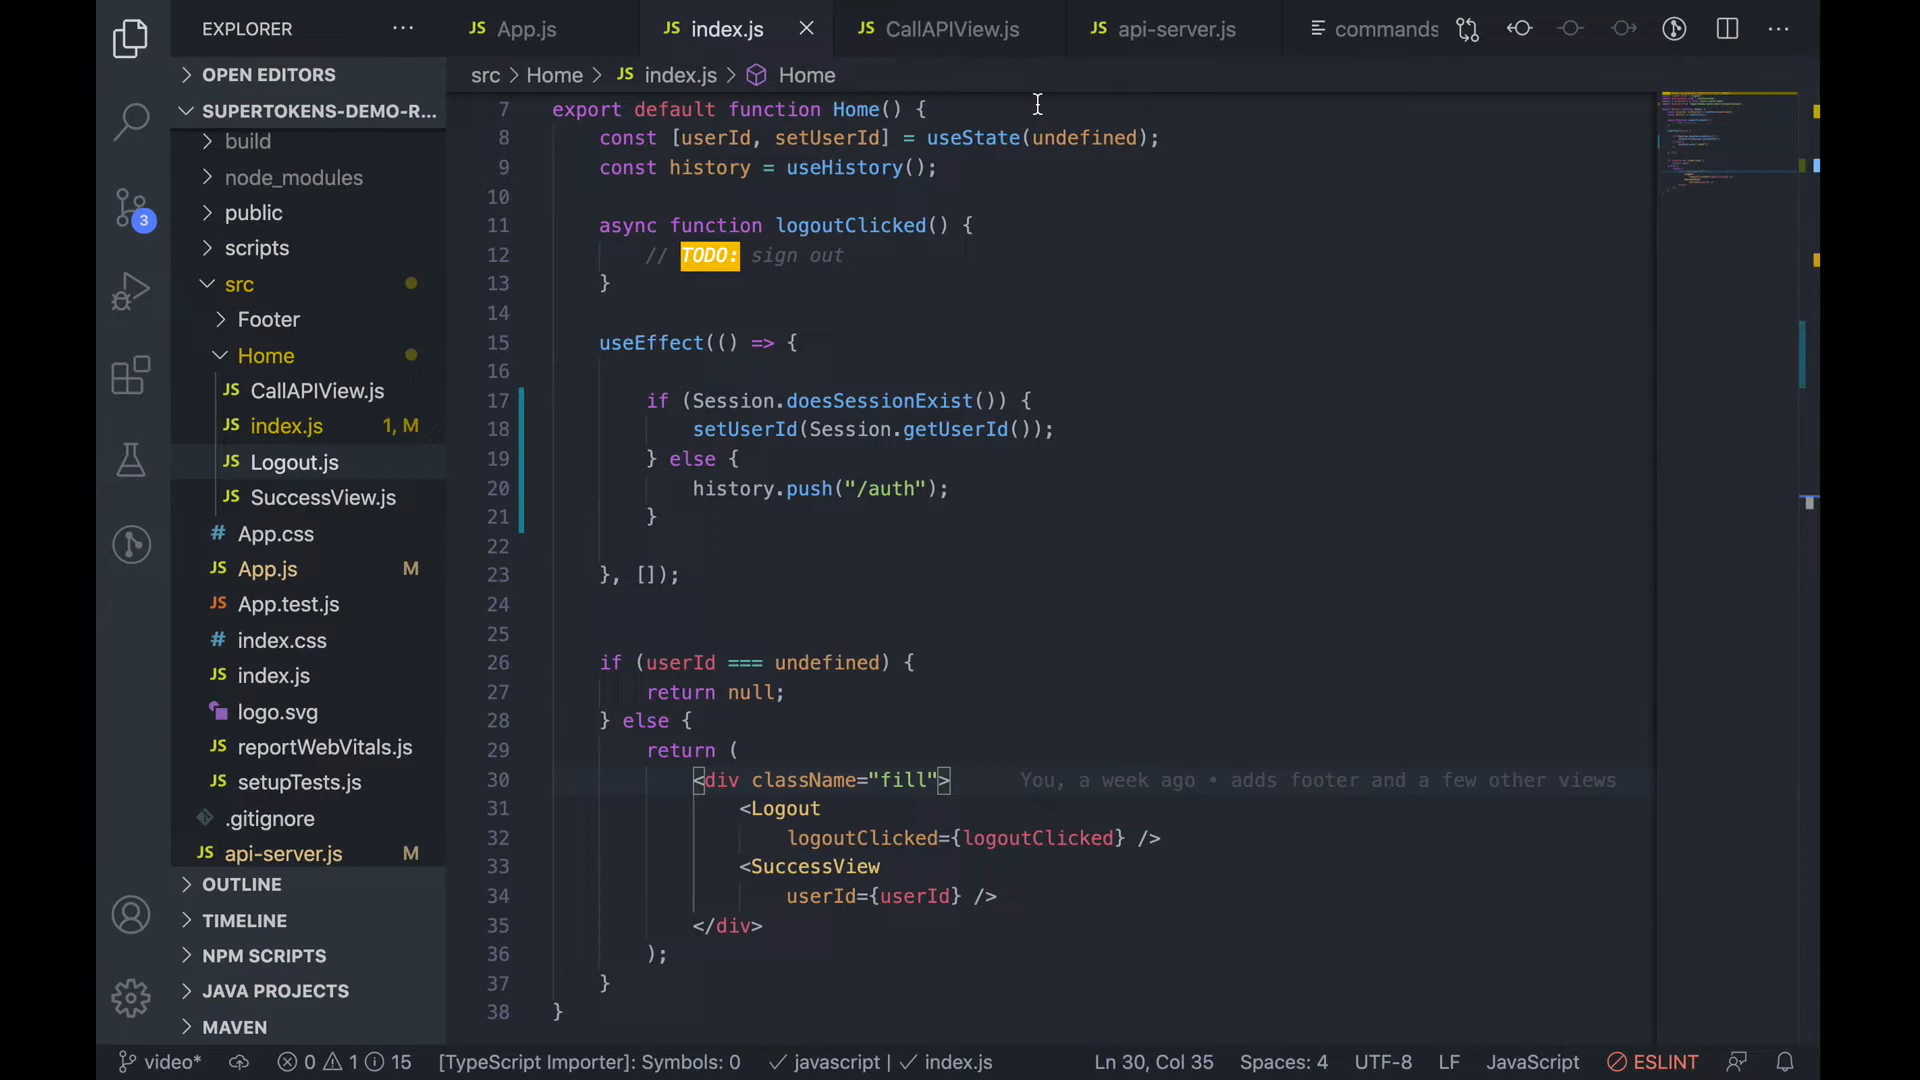 EXPLORER
···
App.js
index.js
CallAPIView.js
api-server.js
commands
···
src > Home > JS index.js > Home
OPEN EDITORS
SUPERTOKENS-DEMO-R...
build
node_modules
public
scripts
src
Footer
Home
JS CallAPIView.js
JS index.js 1, M
JS Logout.js
JS SuccessView.js
# App.css
JS App.js M
JS App.test.js
# index.css
JS index.js
logo.svg
JS reportWebVitals.js
JS setupTests.js
.gitignore
JS api-server.js M
OUTLINE
TIMELINE
NPM SCRIPTS
JAVA PROJECTS
MAVEN
3
7 export default function Home() {
8 const [userId, setUserId] = useState(undefined);
9 const history = useHistory();
10
11 async function logoutClicked() {
12 // TODO: sign out
13 }
14
15 useEffect(() => {
16
17 if (Session.doesSessionExist()) {
18 setUserId(Session.getUserId());
19 } else {
20 history.push("/auth");
21 }
22
23 }, []);
24
25
26 if (userId === undefined) {
27 return null;
28 } else {
29 return (
30 <div className="fill"> You, a week ago • adds footer and a few other views
31 <Logout
32 logoutClicked={logoutClicked} />
33 <SuccessView
34 userId={userId} />
35 </div>
36 );
37 }
38 }
video* 0 1 15 [TypeScript Importer]: Symbols: 0 javascript | index.js Ln 30, Col 35 Spaces: 4 UTF-8 LF JavaScript ESLINT